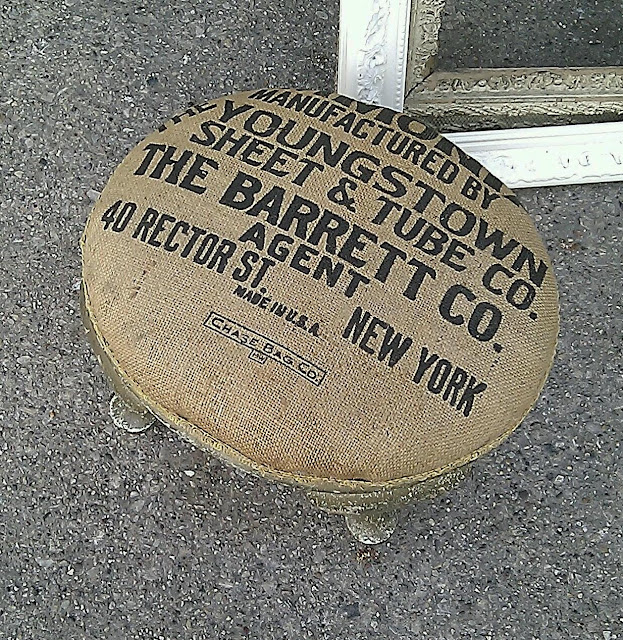 MANUFACTURED BY
THE YOUNGSTOWN
SHEET & TUBE CO.
THE BARRETT CO.
AGENT
40 RECTOR ST. NEW YORK
MADE IN U.S.A.
CHASE BAG CO.